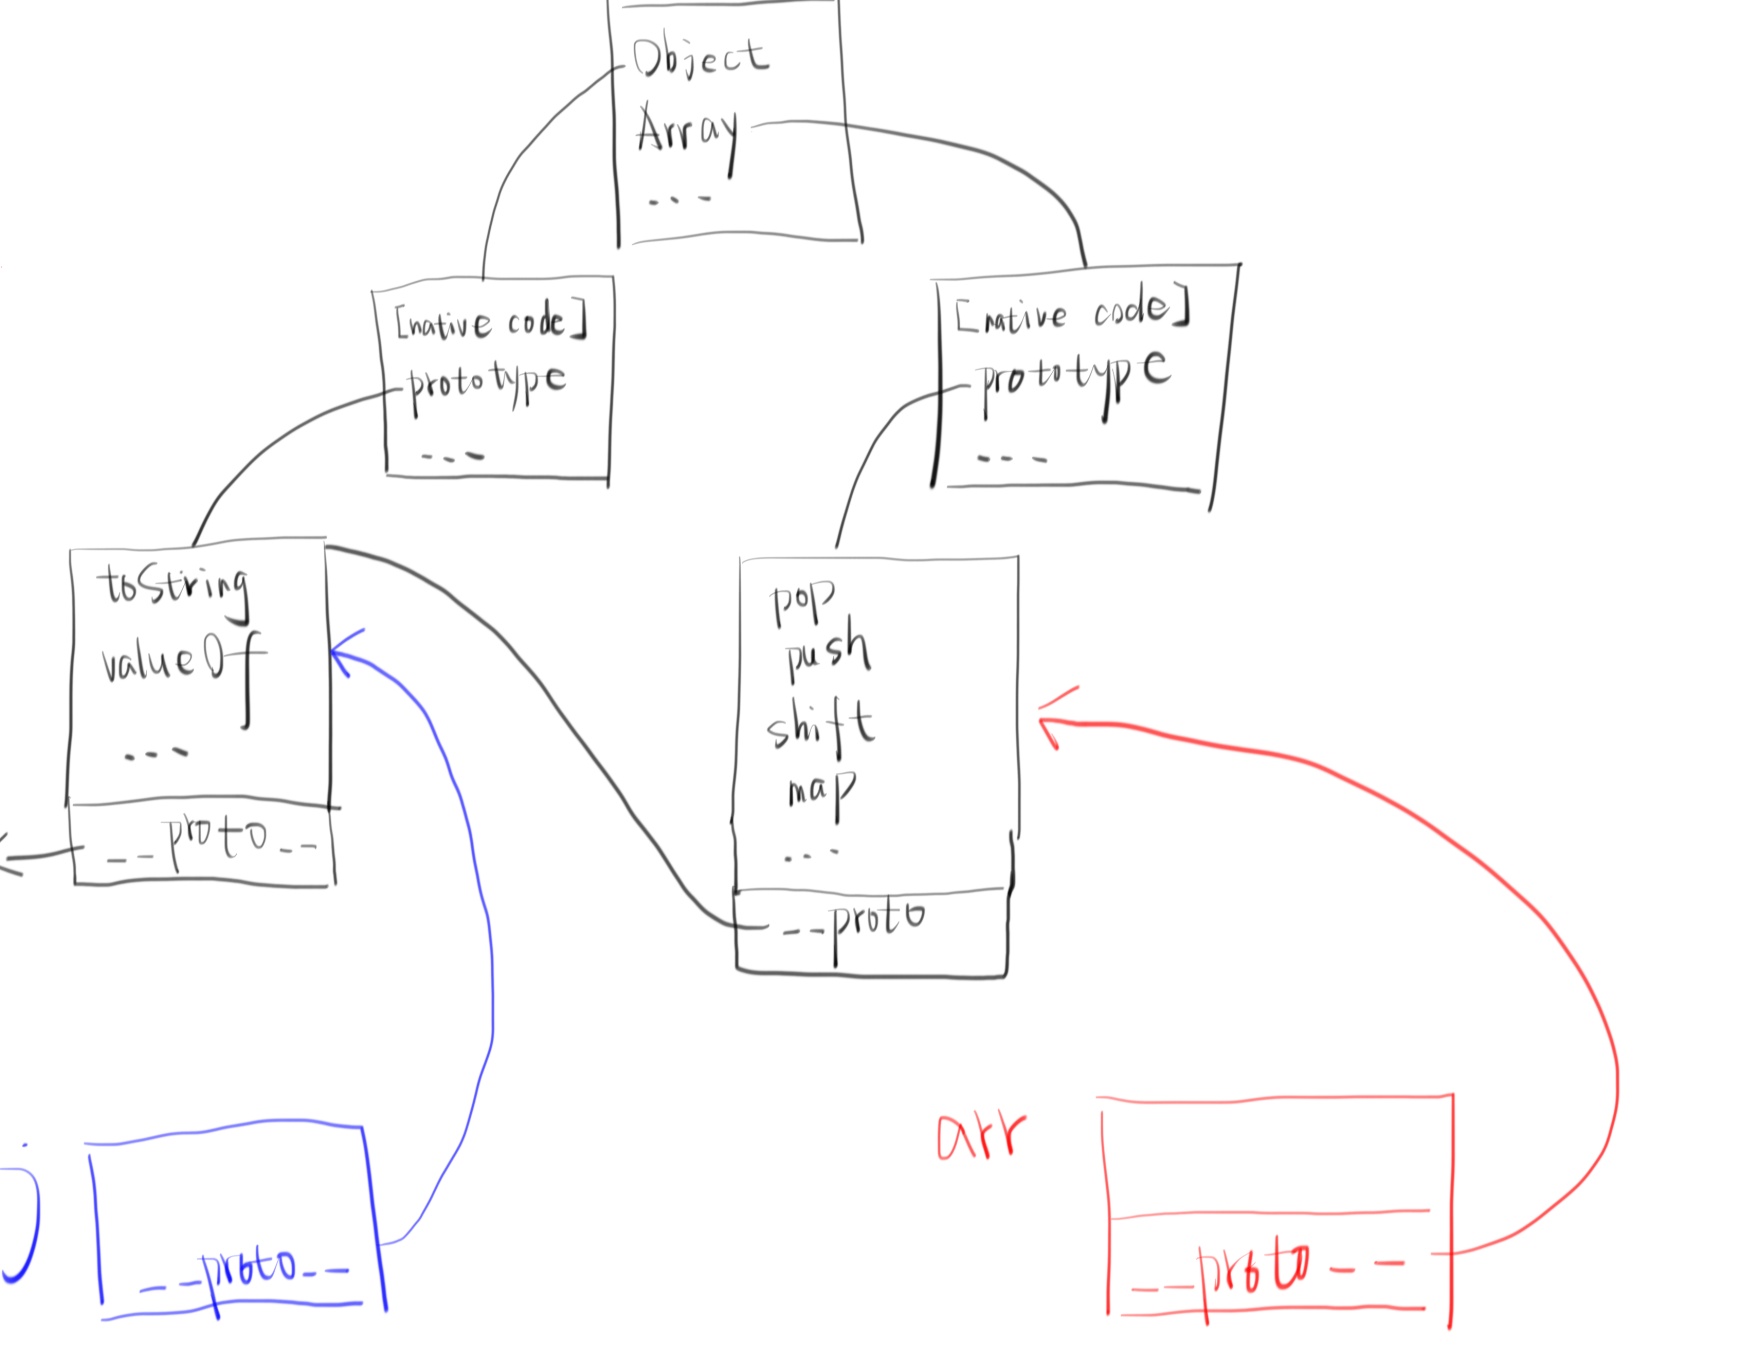 Object
Array
...
[native code]
prototype
...
[native code]
prototype
...
toString
valueOf
...
__proto__
pop
push
shift
map
...
__proto
j
__proto__
arr
__proto__